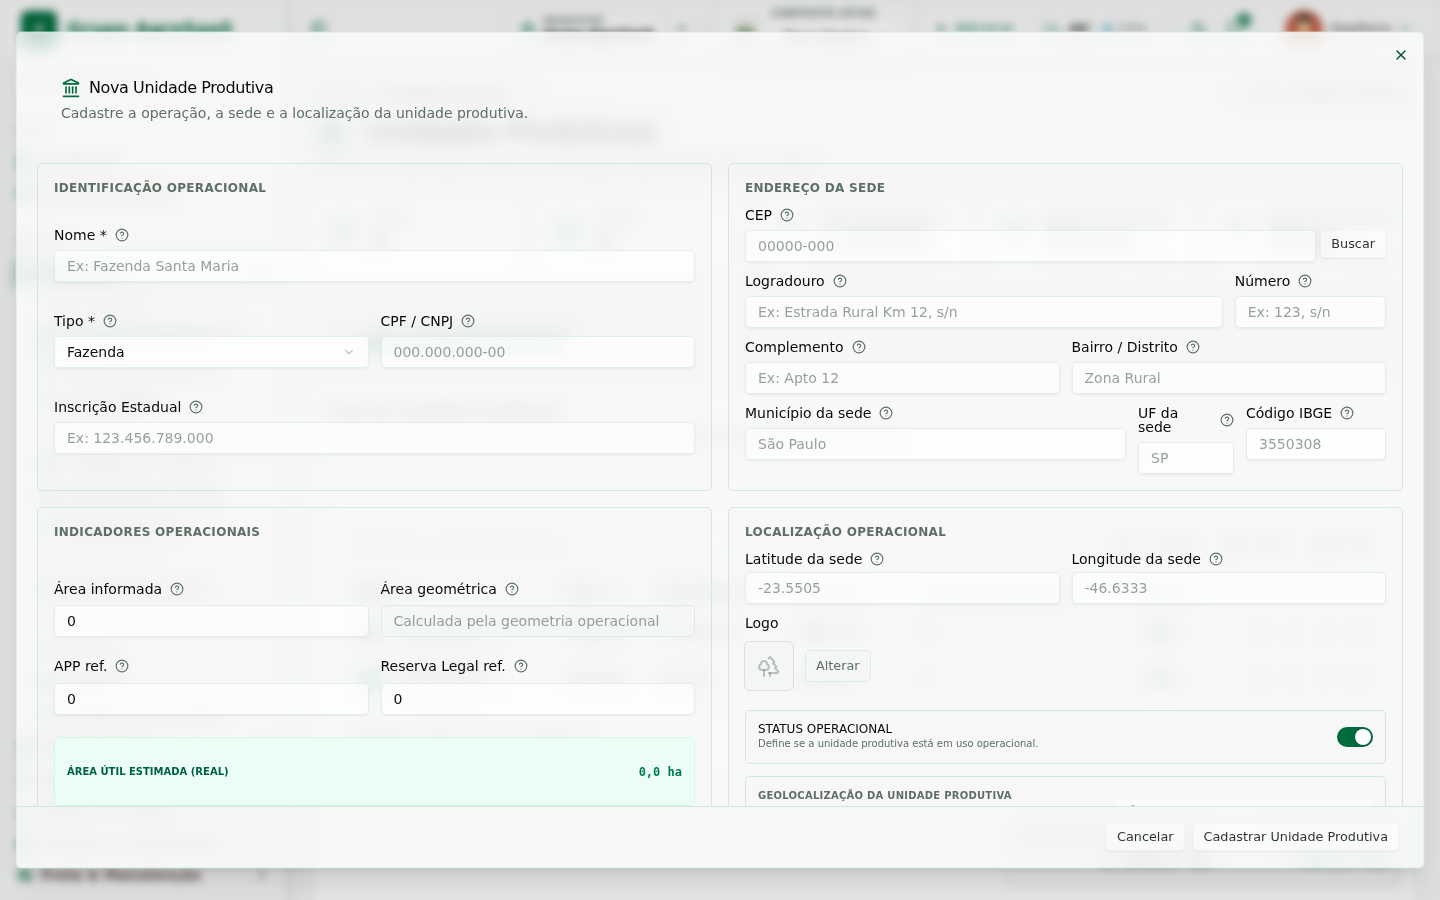 Nova Unidade Produtiva
Cadastre a operação, a sede e a localização da unidade produtiva.
IDENTIFICAÇÃO OPERACIONAL
Nome *
Ex: Fazenda Santa Maria
Tipo *
CPF / CNPJ
Fazenda
000.000.000-00
Inscrição Estadual
Ex: 123.456.789.000
ENDEREÇO DA SEDE
CEP
00000-000
Buscar
Logradouro
Número
Ex: Estrada Rural Km 12, s/n
Ex: 123, s/n
Complemento
Bairro / Distrito
Ex: Apto 12
Zona Rural
Município da sede
UF da
sede
Código IBGE
São Paulo
SP
3550308
INDICADORES OPERACIONAIS
Área informada
Área geométrica
0
Calculada pela geometria operacional
APP ref.
Reserva Legal ref.
0
0
ÁREA ÚTIL ESTIMADA (REAL)
0,0 ha
LOCALIZAÇÃO OPERACIONAL
Latitude da sede
Longitude da sede
-23.5505
-46.6333
Logo
Alterar
STATUS OPERACIONAL
Define se a unidade produtiva está em uso operacional.
GEOLOCALIZAÇÃO DA UNIDADE PRODUTIVA
Cancelar
Cadastrar Unidade Produtiva